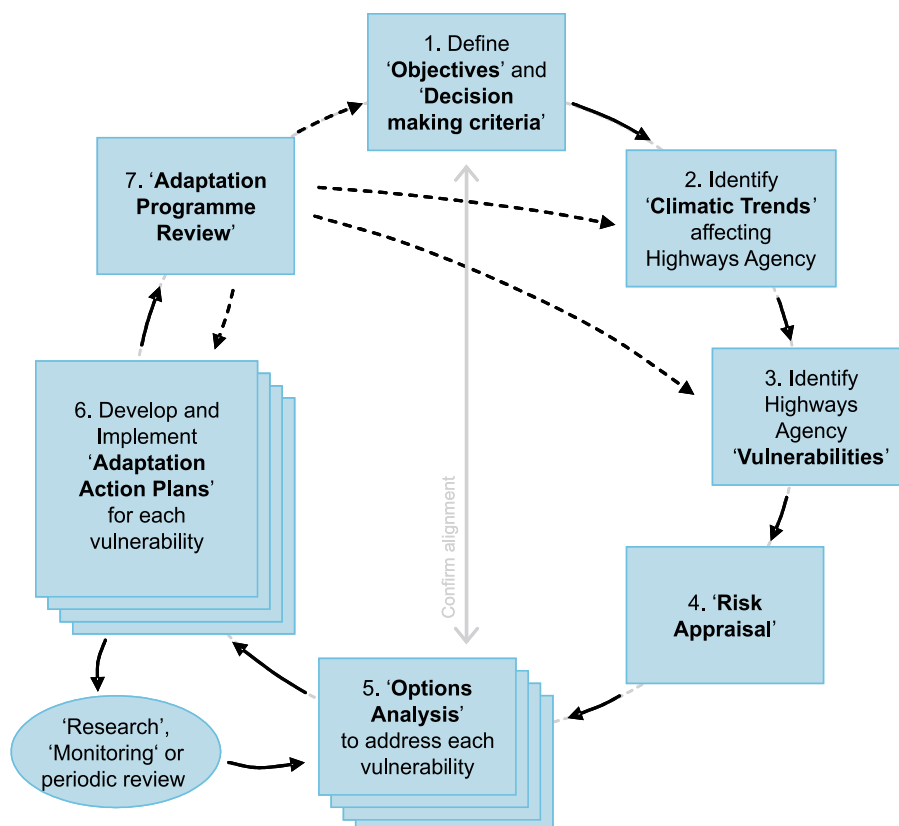 1. Define
‘Objectives’ and
‘Decision
making criteria’
2. Identify
‘Climatic Trends’
affecting
Highways Agency
3. Identify
Highways
Agency
‘Vulnerabilities’
4. ‘Risk
Appraisal’
5. ‘Options
Analysis’
to address each
vulnerability
6. Develop and
Implement
‘Adaptation
Action Plans’
for each
vulnerability
7. ‘Adaptation
Programme
Review’
‘Research’,
‘Monitoring‘ or
periodic review
Confirm alignment